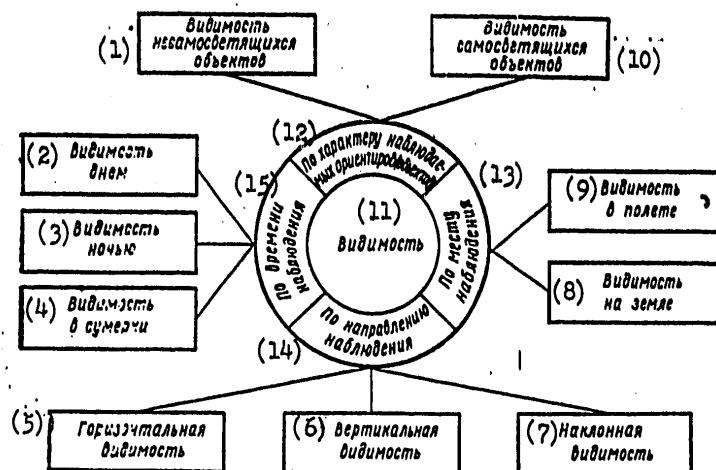 (1) Видимость
несамосветящихся
объектов
Видимость
самосветящихся
объектов (10)
(12) По характеру наблюдае-
мых ориентиров,
(2) Видимость
днем
(15) По времени
наблюдения
(13) По месту
наблюдения
(9) Видимость
в полете
(3) Видимость
ночью
(11)
Видимость
(8) Видимость
на земле
(4) Видимость
в сумерки
(14) По направлению
наблюдения
(5) Горизонтальная
видимость
(6) Вертикальная
видимость
(7) Наклонная
видимость